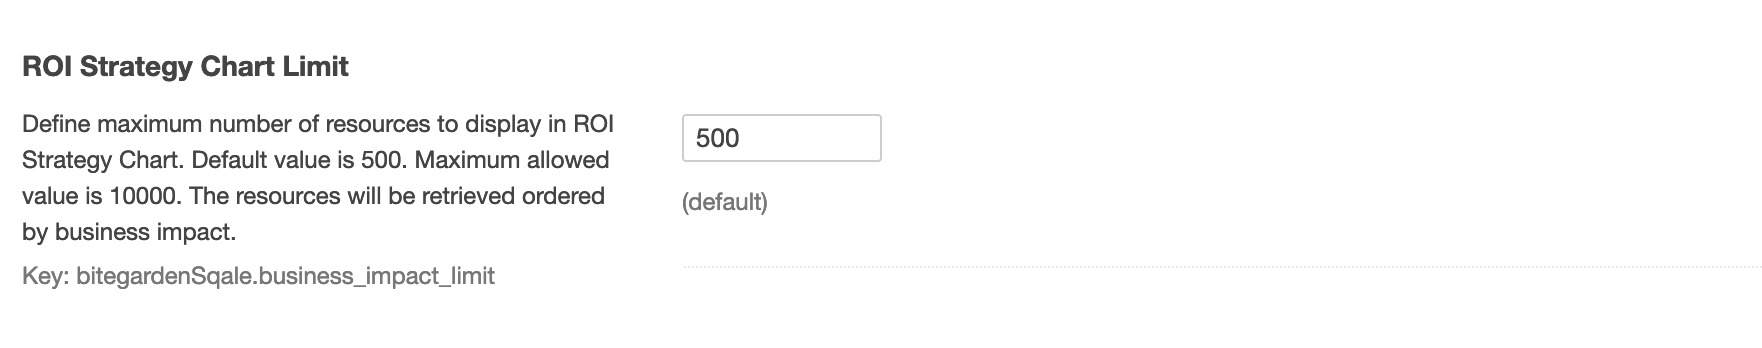 ROI Strategy Chart Limit
Define maximum number of resources to display in ROI
Strategy Chart. Default value is 500. Maximum allowed
value is 10000. The resources will be retrieved ordered
by business impact.
Key: bitegardenSqale.business_impact_limit
500
(default)